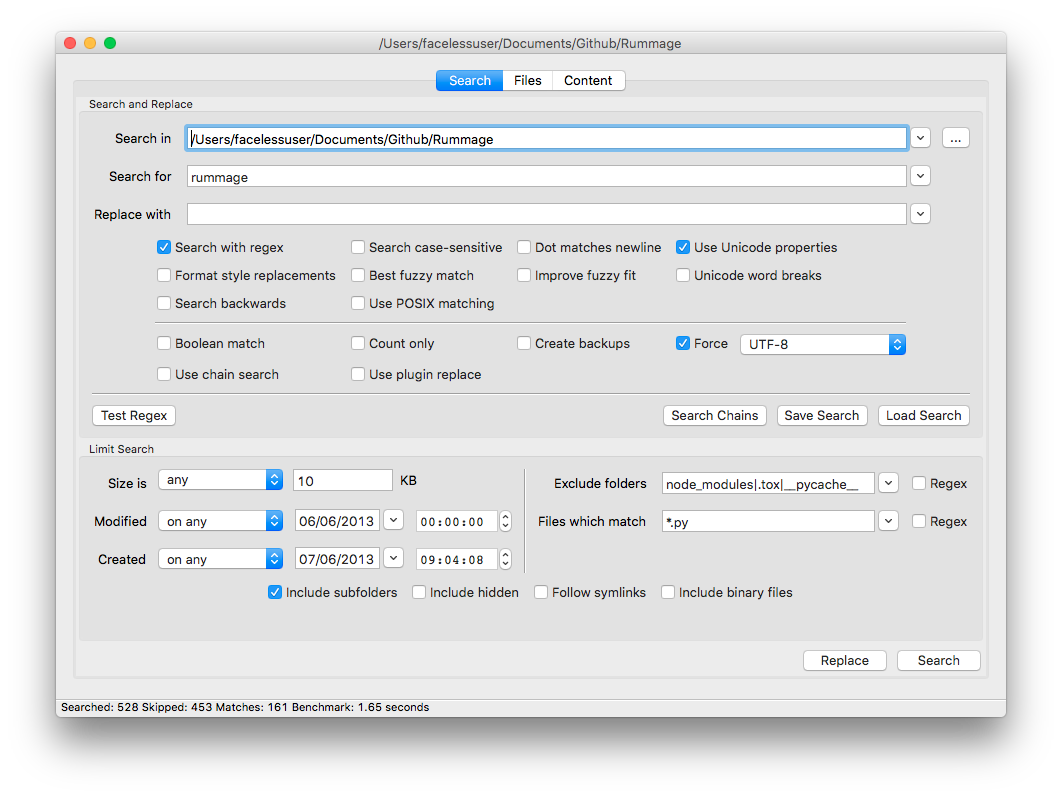 /Users/facelessuser/Documents/Github/Rummage
Search Files Content
Search and Replace
Search in /Users/facelessuser/Documents/Github/Rummage ...
Search for rummage
Replace with
Search with regex Search case-sensitive Dot matches newline Use Unicode properties
Format style replacements Best fuzzy match Improve fuzzy fit Unicode word breaks
Search backwards Use POSIX matching
Boolean match Count only Create backups Force UTF-8
Use chain search Use plugin replace
Test Regex Search Chains Save Search Load Search
Limit Search
Size is any 10 KB Exclude folders node_modules|.tox|__pycache__ Regex
Modified on any 06/06/2013 00:00:00 Files which match *.py Regex
Created on any 07/06/2013 09:04:08
Include subfolders Include hidden Follow symlinks Include binary files
Replace Search
Searched: 528 Skipped: 453 Matches: 161 Benchmark: 1.65 seconds